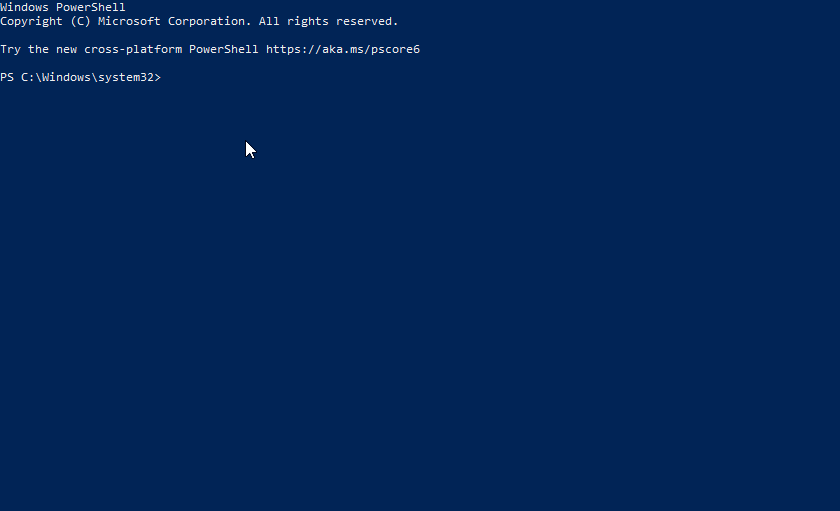 Windows PowerShell
Copyright (C) Microsoft Corporation. All rights reserved.
Try the new cross-platform PowerShell https://aka.ms/pscore6
PS C:\Windows\system32>